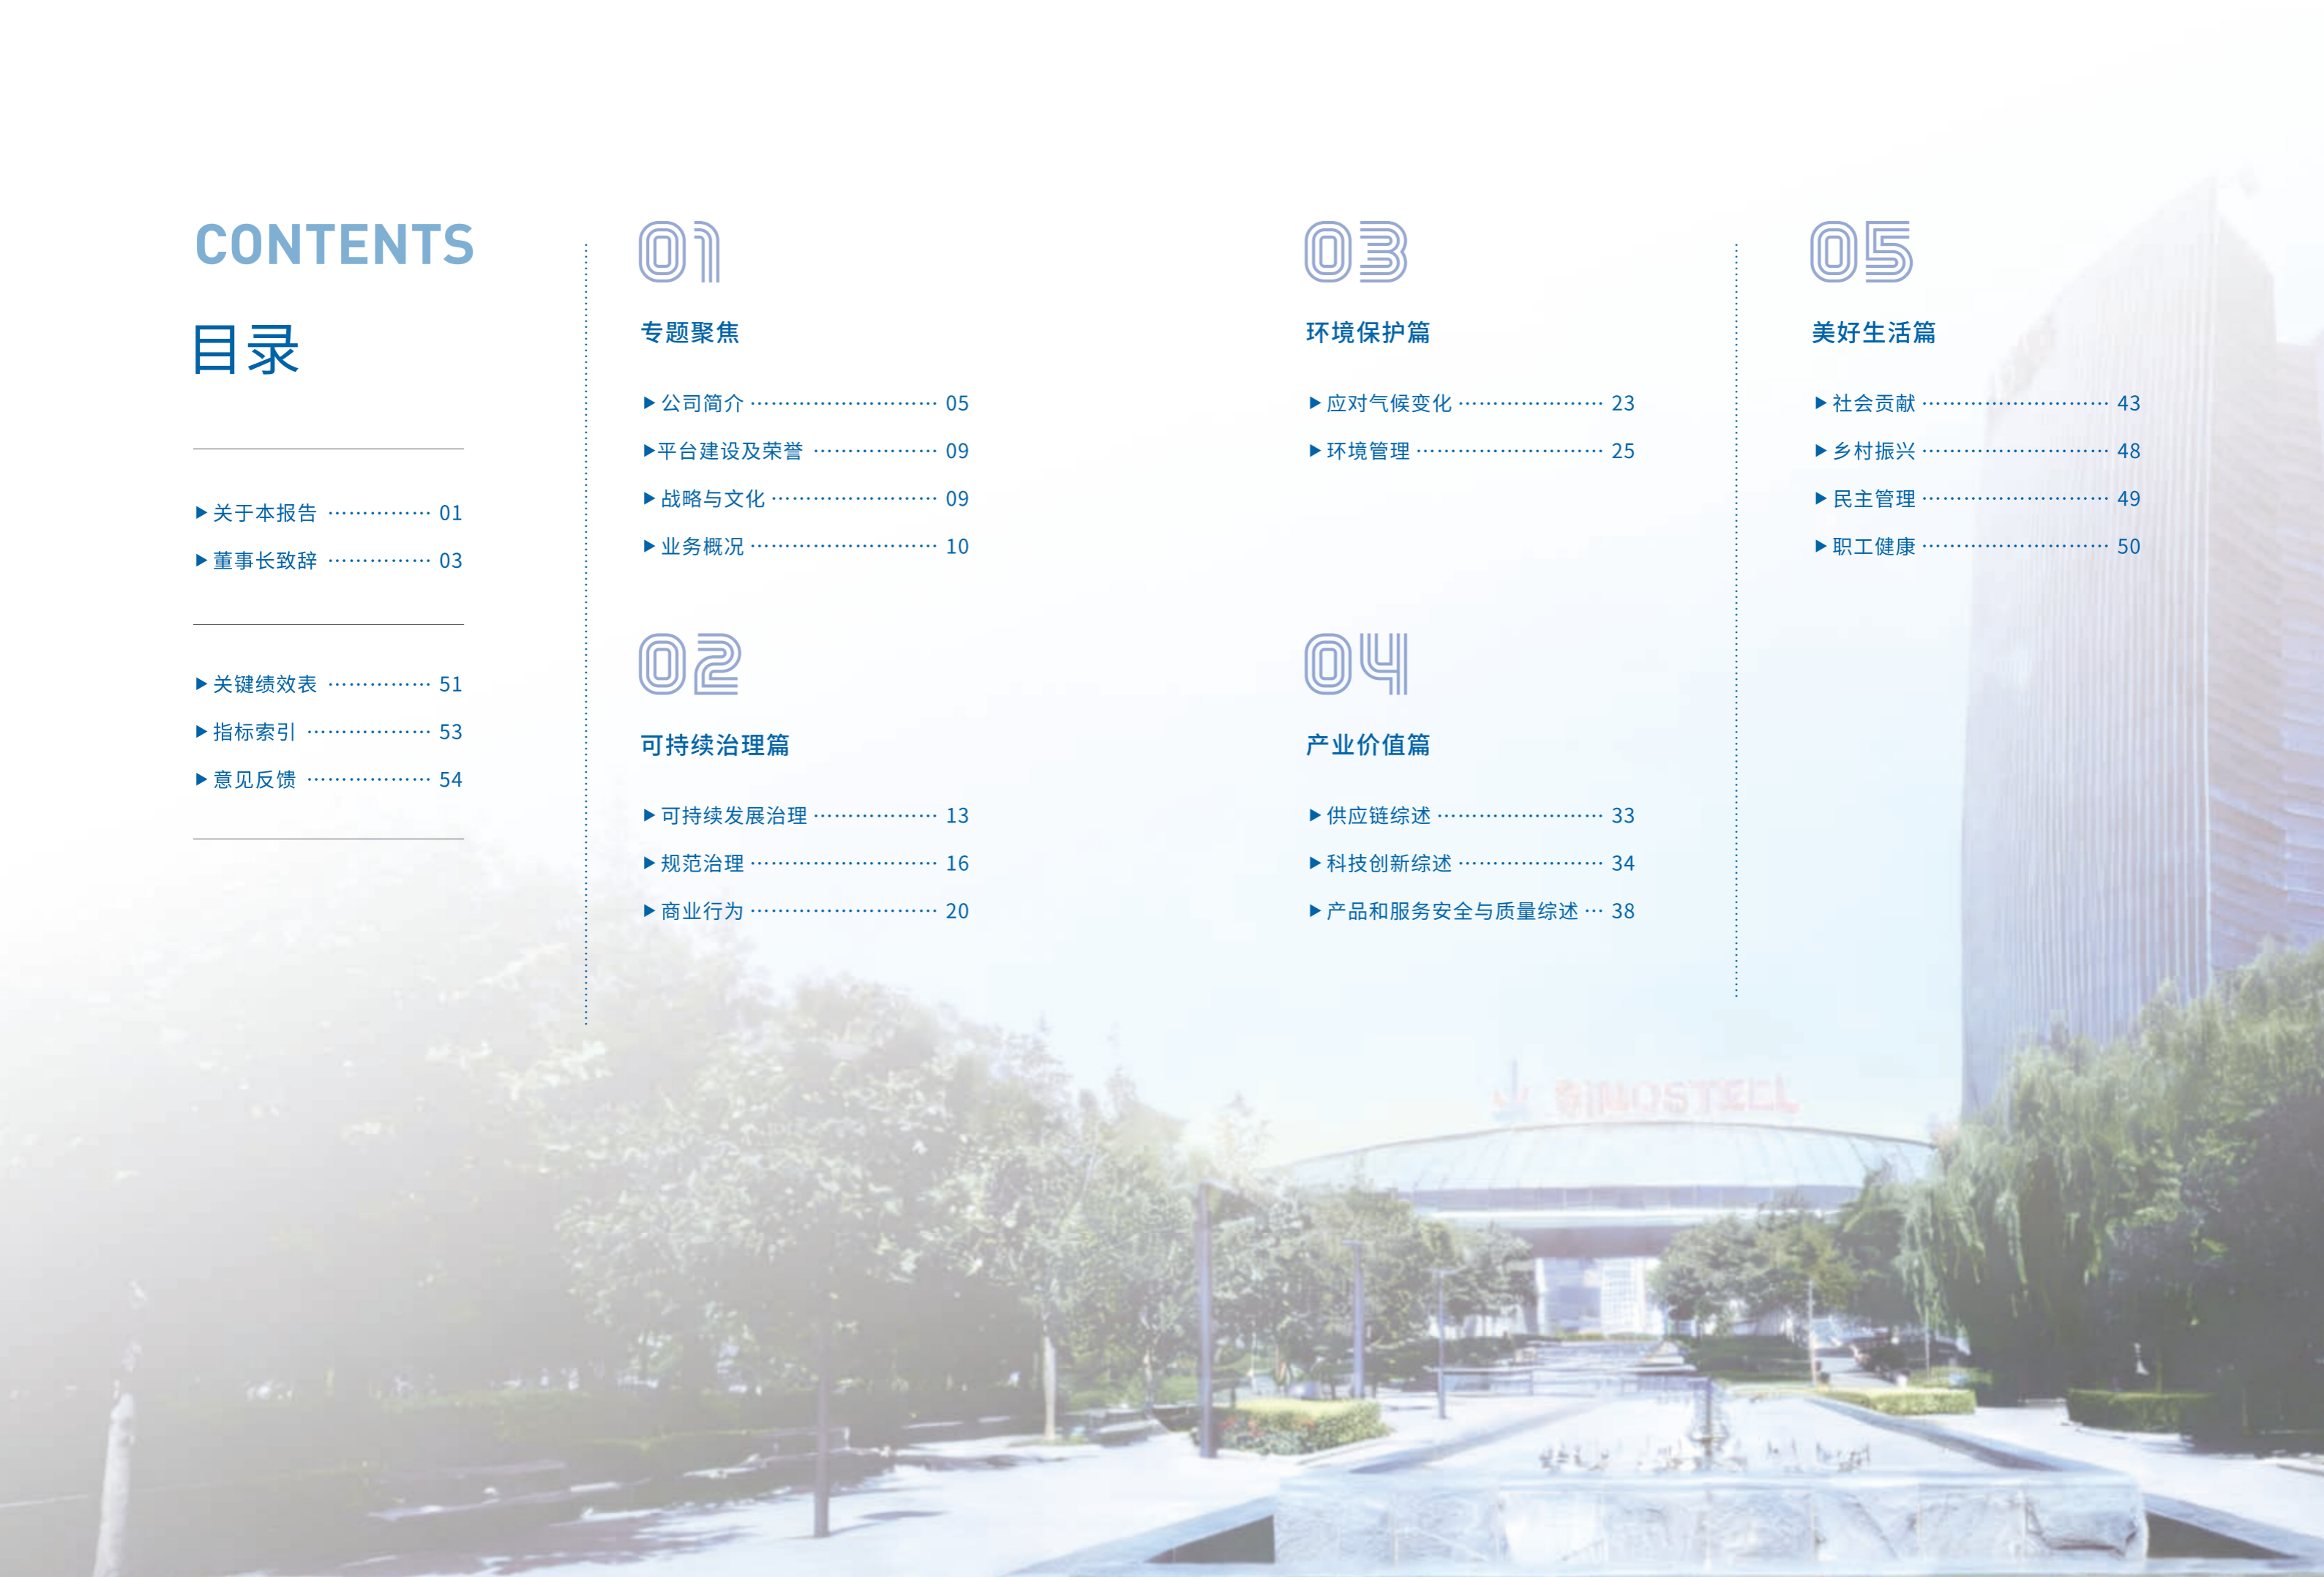 CONTENTS
目录
▶ 关于本报告 …………… 01
▶ 董事长致辞 …………… 03
▶ 关键绩效表 …………… 51
▶ 指标索引 ……………… 53
▶ 意见反馈 ……………… 54
01
专题聚焦
▶ 公司简介 ……………………… 05
▶平台建设及荣誉 ……………… 09
▶ 战略与文化 …………………… 09
▶ 业务概况 ……………………… 10
02
可持续治理篇
▶ 可持续发展治理 ……………… 13
▶ 规范治理 ……………………… 16
▶ 商业行为 ……………………… 20
03
环境保护篇
▶ 应对气候变化 ………………… 23
▶ 环境管理 ……………………… 25
04
产业价值篇
▶ 供应链综述 …………………… 33
▶ 科技创新综述 ………………… 34
▶ 产品和服务安全与质量综述 … 38
05
美好生活篇
▶ 社会贡献 ……………………… 43
▶ 乡村振兴 ……………………… 48
▶ 民主管理 ……………………… 49
▶ 职工健康 ……………………… 50
SINOSTEEL